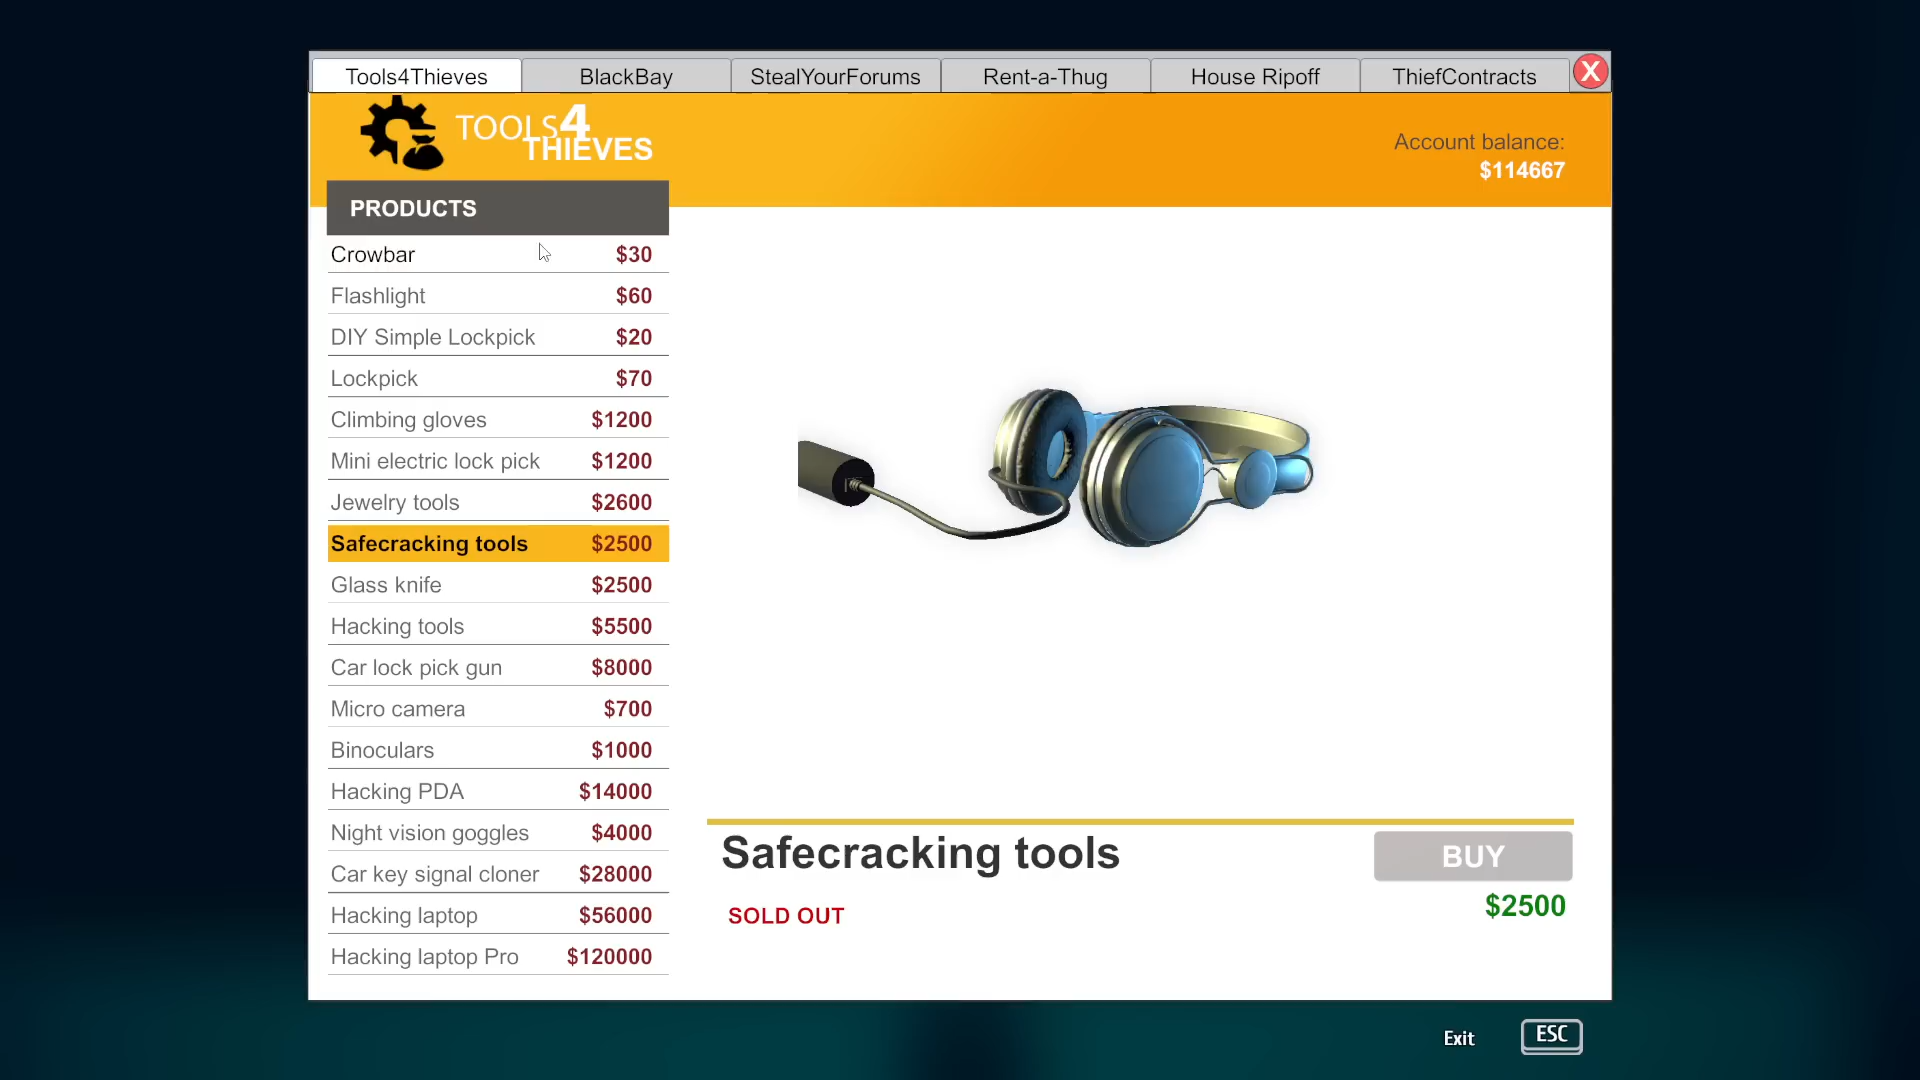 Tools4Thieves BlackBay StealYourForums Rent-a-Thug House Ripoff ThiefContracts X
TOOLS4
THIEVES
Account balance:
$114667
PRODUCTS
Crowbar $30
Flashlight $60
DIY Simple Lockpick $20
Lockpick $70
Climbing gloves $1200
Mini electric lock pick $1200
Jewelry tools $2600
Safecracking tools $2500
Glass knife $2500
Hacking tools $5500
Car lock pick gun $8000
Micro camera $700
Binoculars $1000
Hacking PDA $14000
Night vision goggles $4000
Car key signal cloner $28000
Hacking laptop $56000
Hacking laptop Pro $120000
Safecracking tools
BUY
$2500
SOLD OUT
Exit ESC